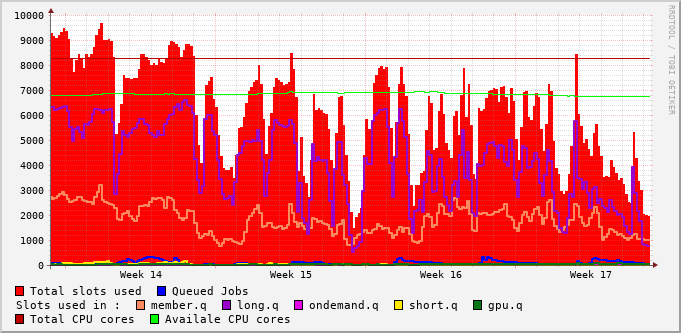 10000
9000
8000
7000
6000
5000
4000
3000
2000
1000
0
Week 14 Week 15 Week 16 Week 17
Total slots used Queued Jobs
Slots used in : member.q long.q ondemand.q short.q gpu.q
Total CPU cores Availale CPU cores
RRDTOOL / TOBI OETIKER